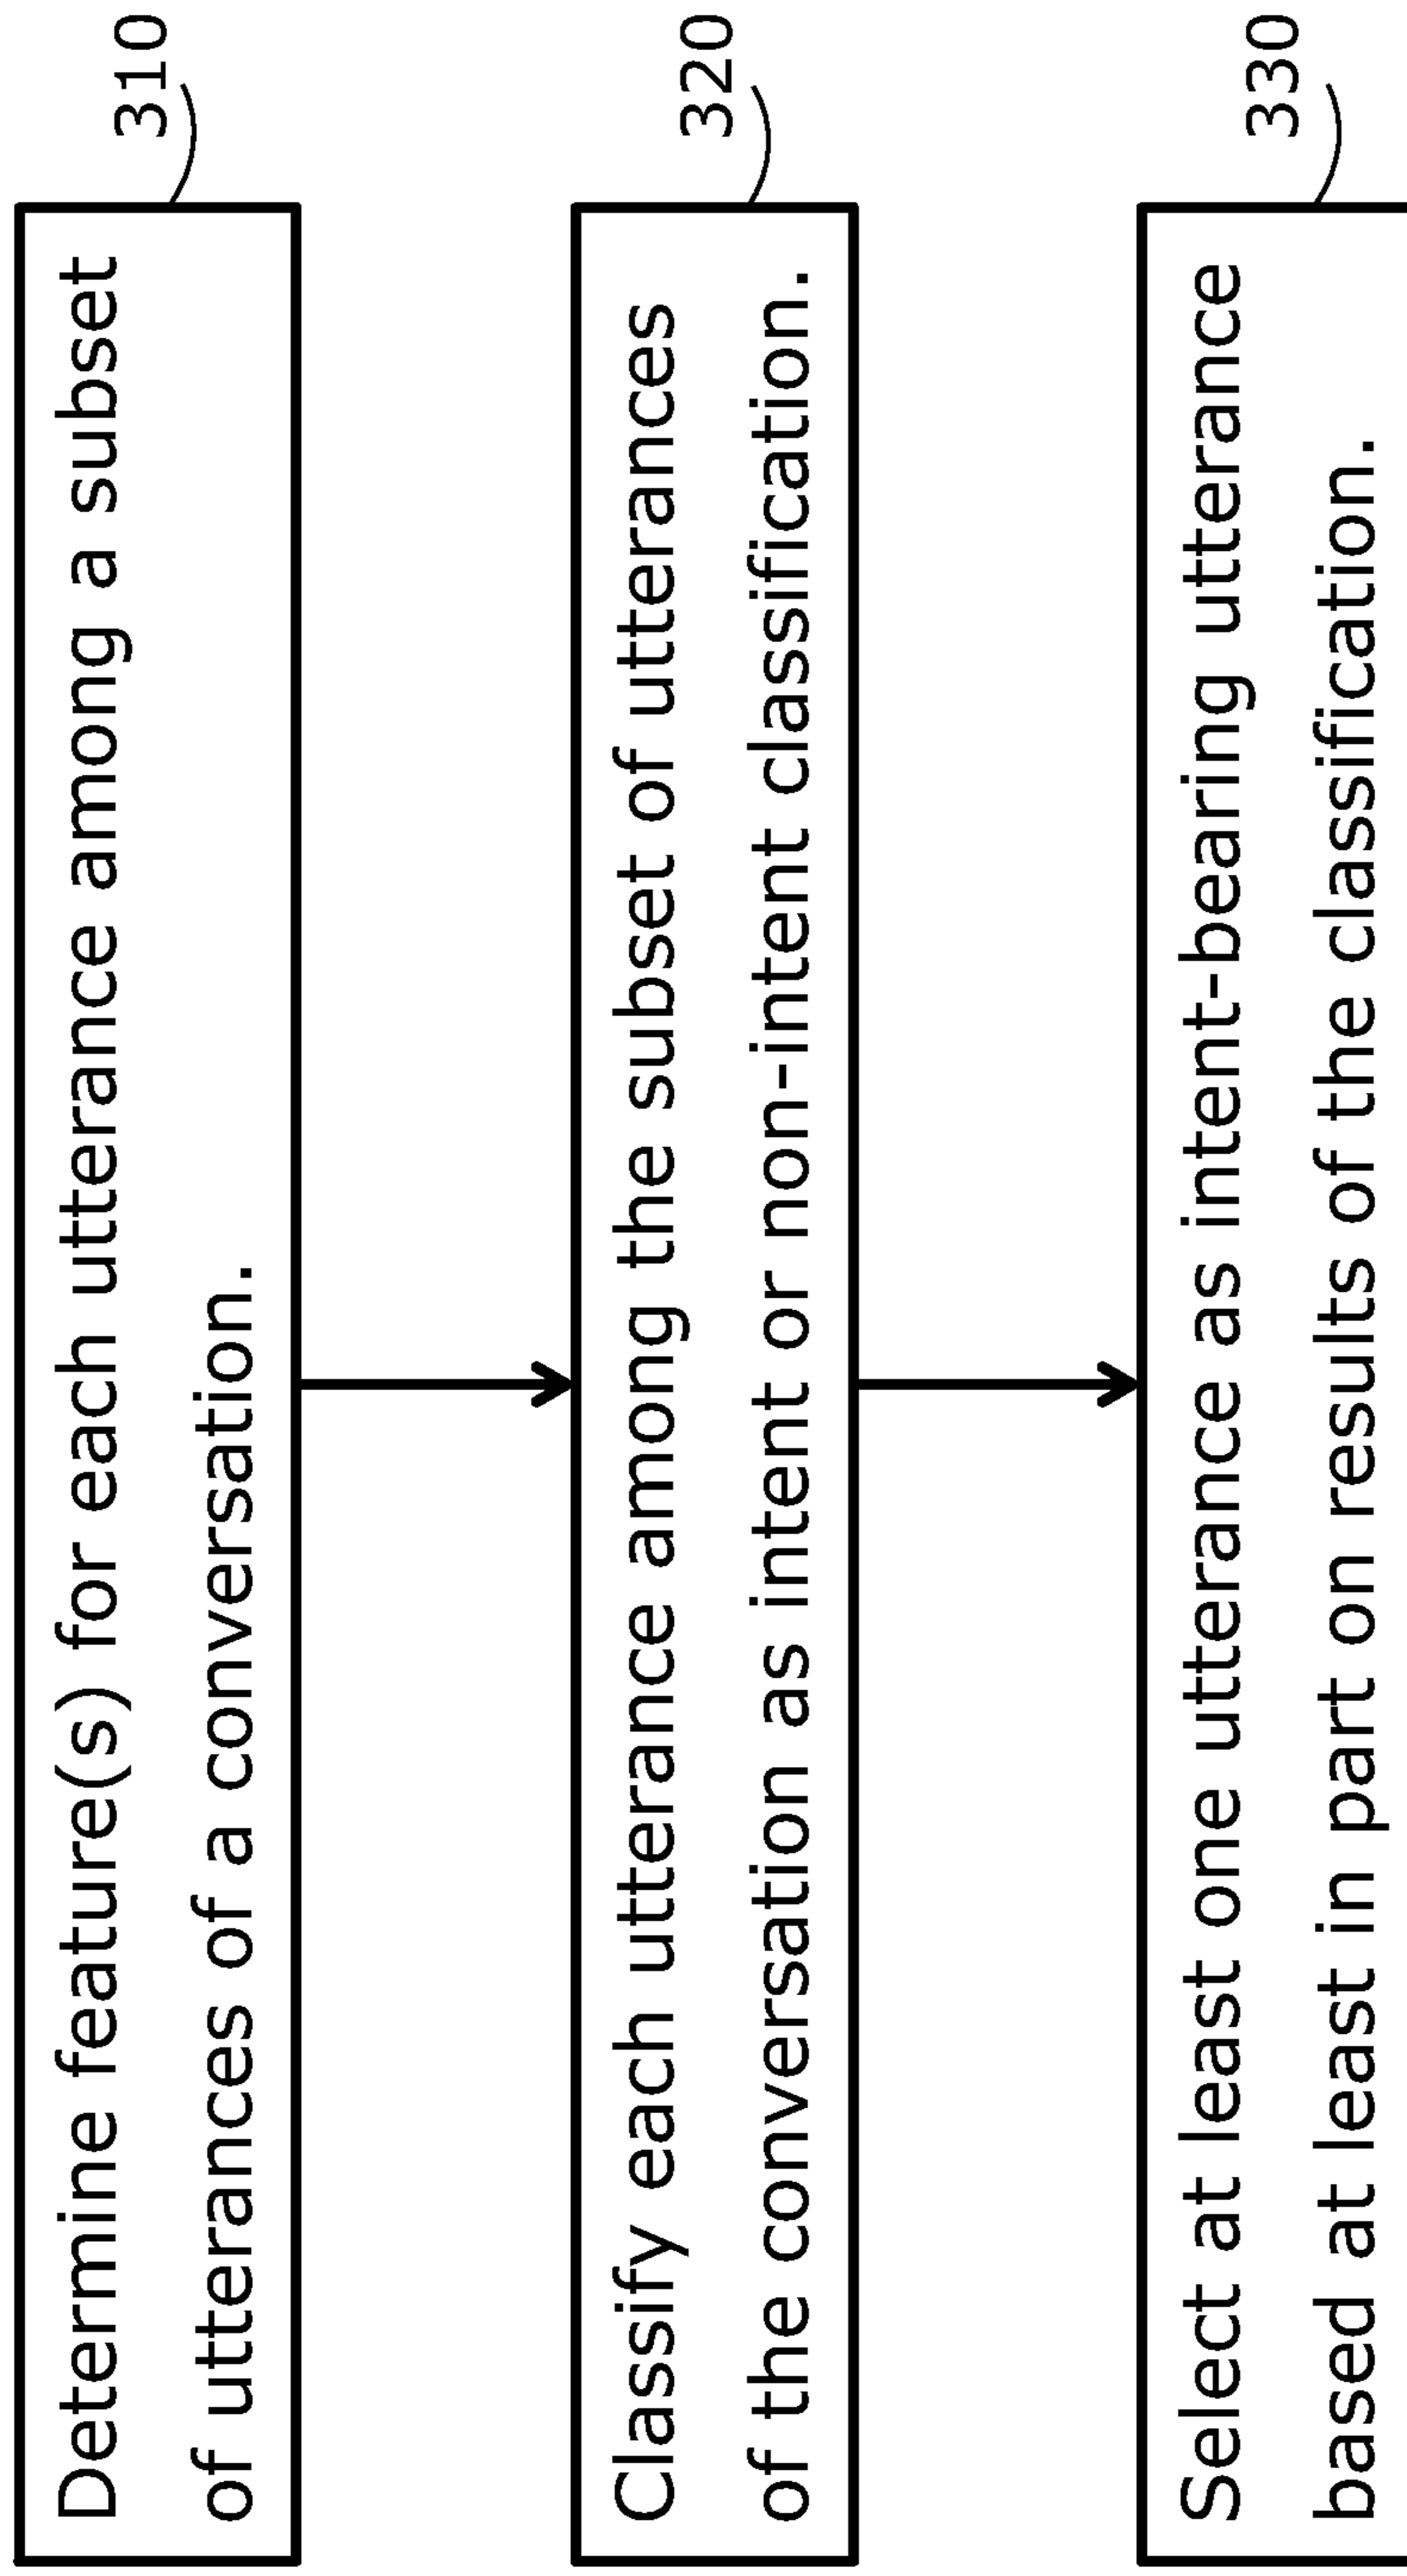 Determine feature(s) for each utterance among a subset
of utterances of a conversation.
310
Classify each utterance among the subset of utterances
of the conversation as intent or non-intent classification.
320
Select at least one utterance as intent-bearing utterance
based at least in part on results of the classification.
330